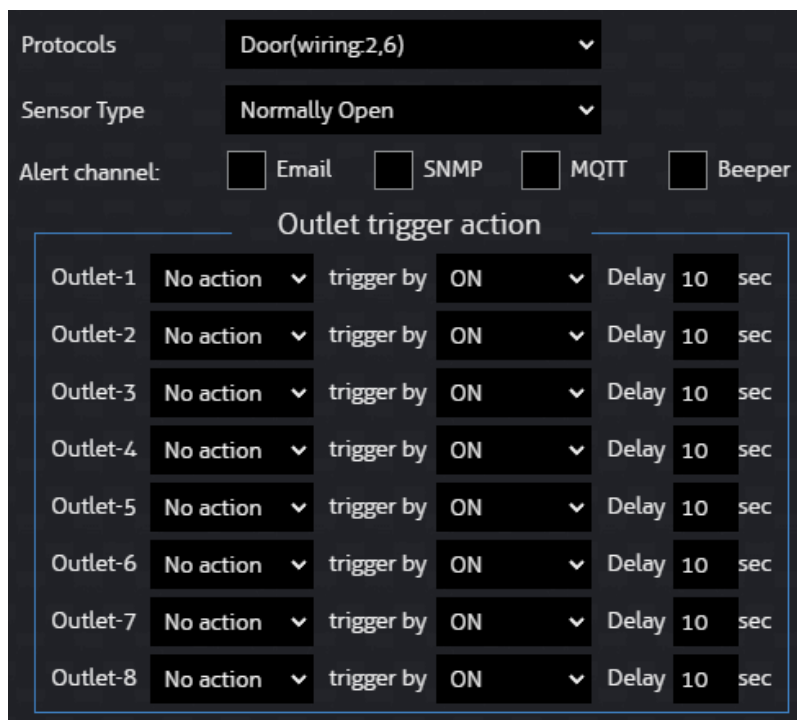 Protocols Door(wiring:2,6)
Sensor Type Normally Open
Alert channel: Email SNMP MQTT Beeper
Outlet trigger action
Outlet-1 No action trigger by ON Delay 10 sec
Outlet-2 No action trigger by ON Delay 10 sec
Outlet-3 No action trigger by ON Delay 10 sec
Outlet-4 No action trigger by ON Delay 10 sec
Outlet-5 No action trigger by ON Delay 10 sec
Outlet-6 No action trigger by ON Delay 10 sec
Outlet-7 No action trigger by ON Delay 10 sec
Outlet-8 No action trigger by ON Delay 10 sec